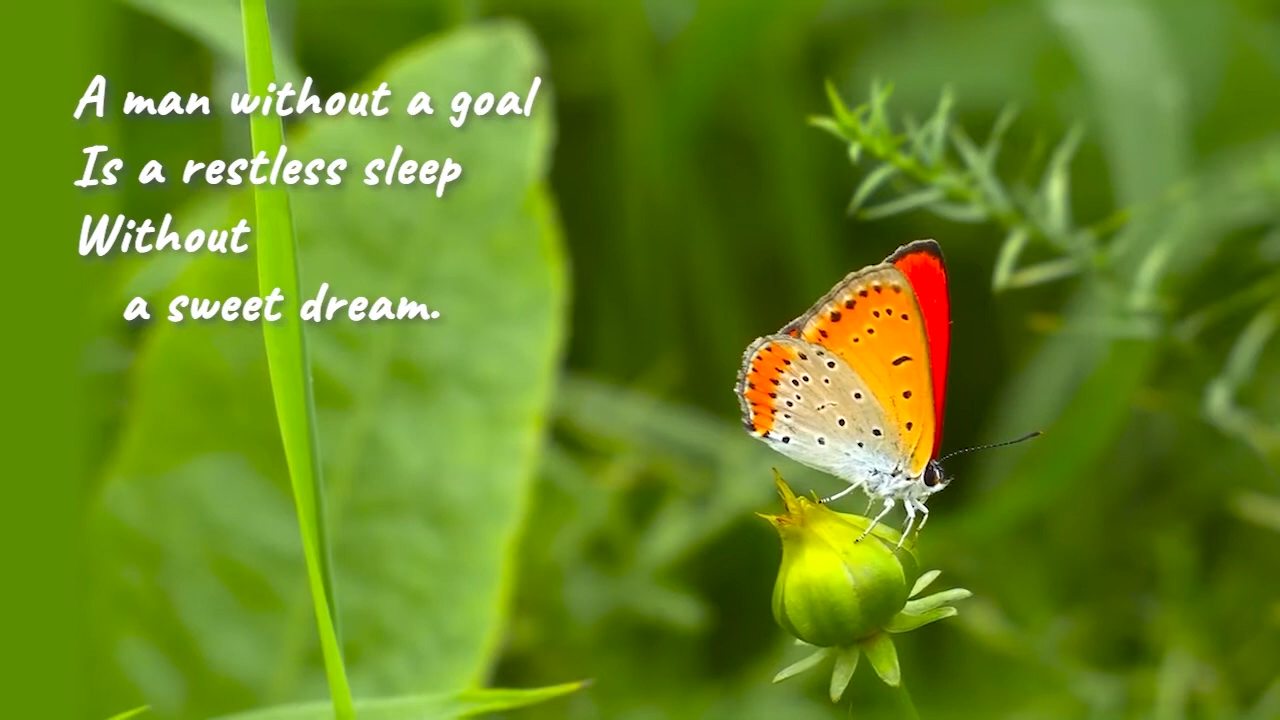 A man without a goal
Is a restless sleep
Without
a sweet dream.